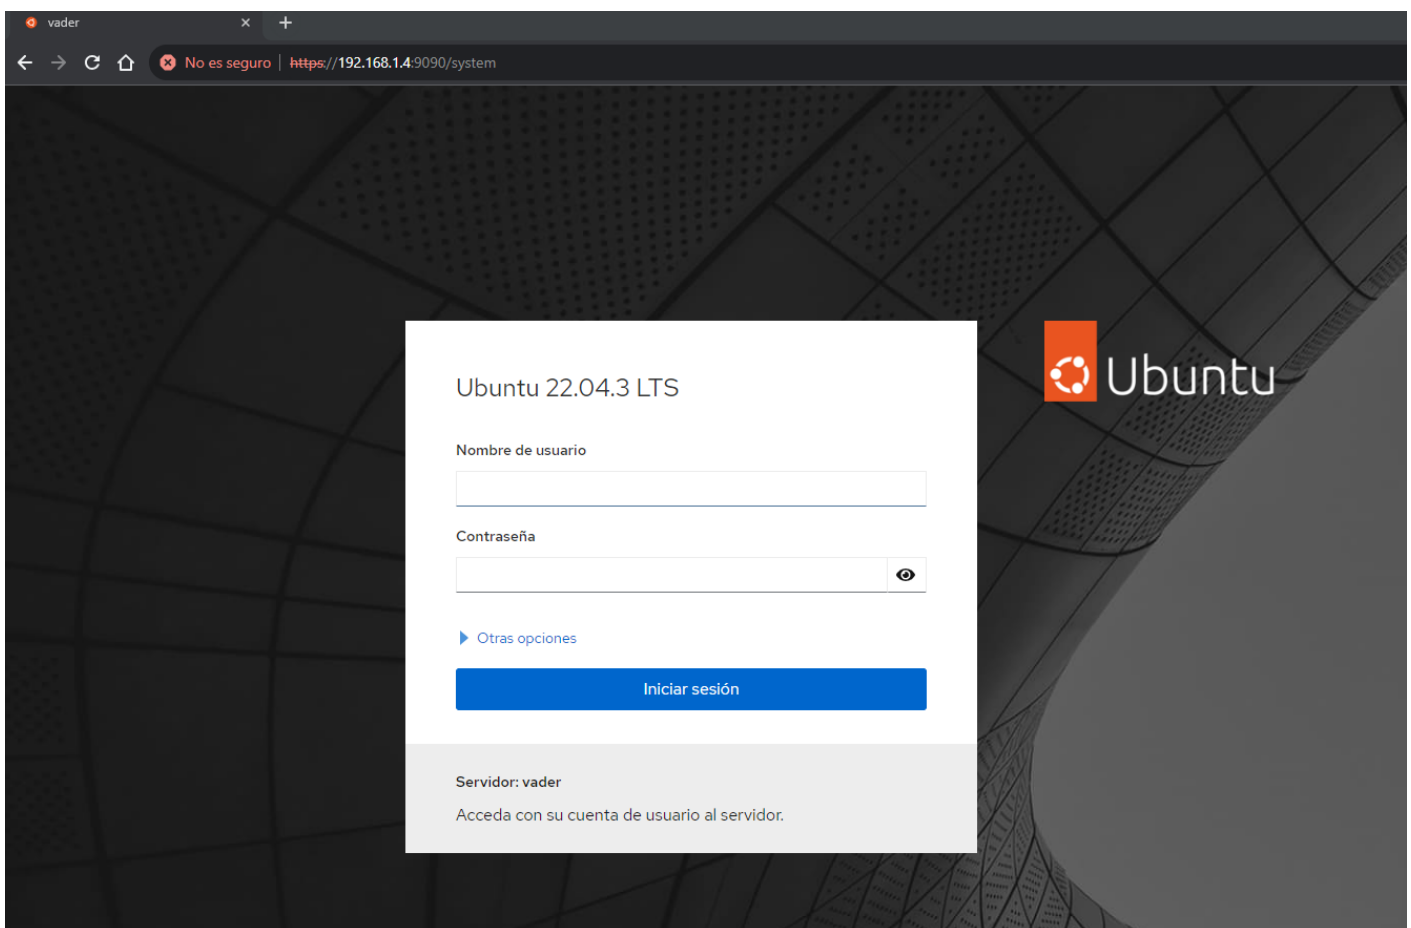 vader
No es seguro | https://192.168.1.4:9090/system
Ubuntu
Ubuntu 22.04.3 LTS
Nombre de usuario
Contraseña
Otras opciones
Iniciar sesión
Servidor: vader
Acceda con su cuenta de usuario al servidor.